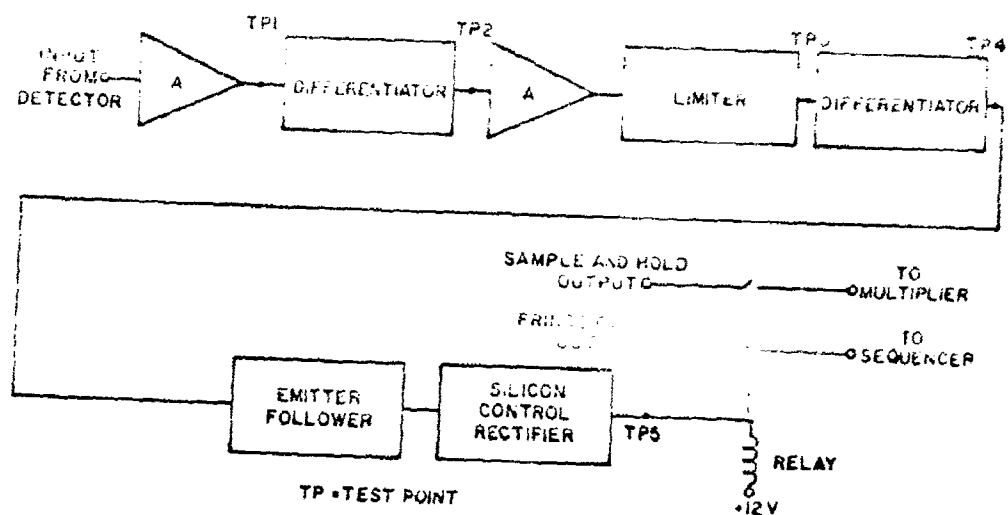 TP1
TP2
TP4
INPUT
FROM
DETECTOR
A
DIFFERENTIATOR
A
LIMITER
DIFFERENTIATOR
SAMPLE AND HOLD
OUTPUT
TO
MULTIPLIER
TO
SEQUENCER
EMITTER
FOLLOWER
SILICON
CONTROL
RECTIFIER
TP5
RELAY
+12V
TP = TEST POINT